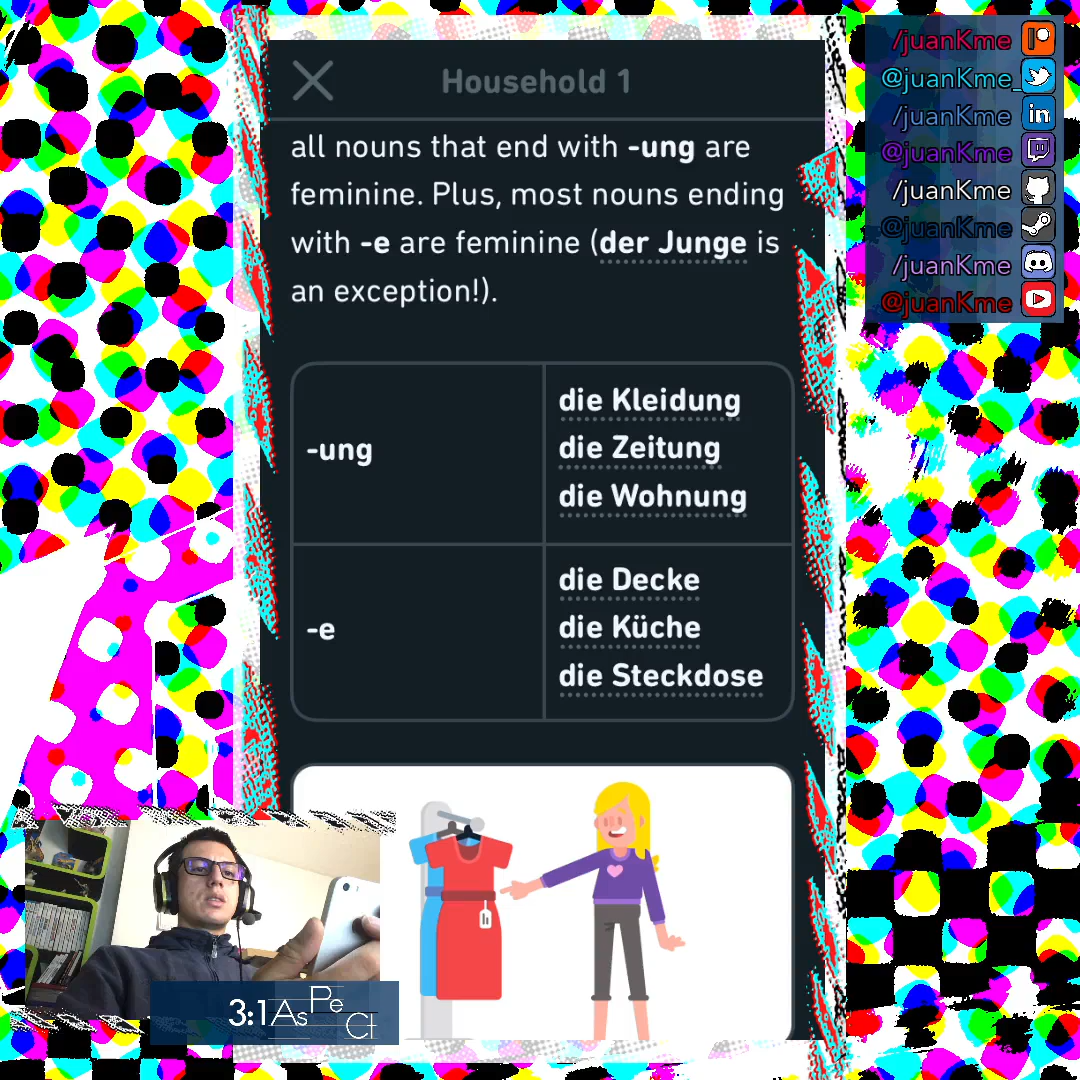 Household 1
all nouns that end with -ung are
feminine. Plus, most nouns ending
with -e are feminine (der Junge is
an exception!).
-ung
die Kleidung
die Zeitung
die Wohnung
-e
die Decke
die Küche
die Steckdose
/juanKme
@juanKme_
/juanKme
@juanKme
/juanKme
@juanKme
/juanKme
@juanKme
3:1 AsPeCt